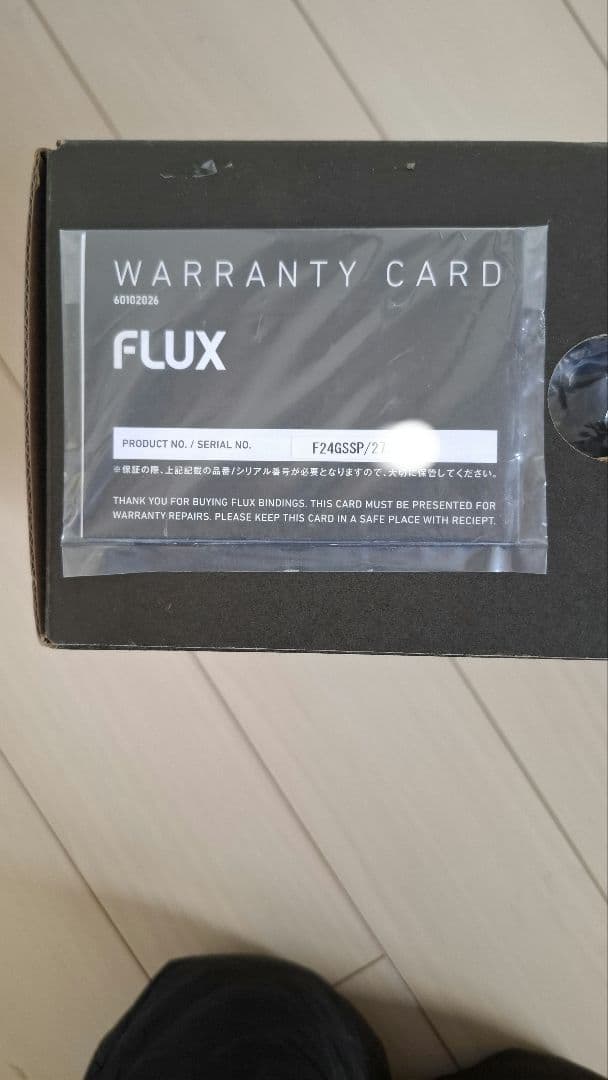 WARRANTY CARD
60102026
FLUX
PRODUCT NO. / SERIAL NO. F24GSSP/27
※保証の際、上記記載の品番/シリアル番号が必要となりますので、大切に保管してください。
THANK YOU FOR BUYING FLUX BINDINGS. THIS CARD MUST BE PRESENTED FOR
WARRANTY REPAIRS. PLEASE KEEP THIS CARD IN A SAFE PLACE WITH RECIEPT.